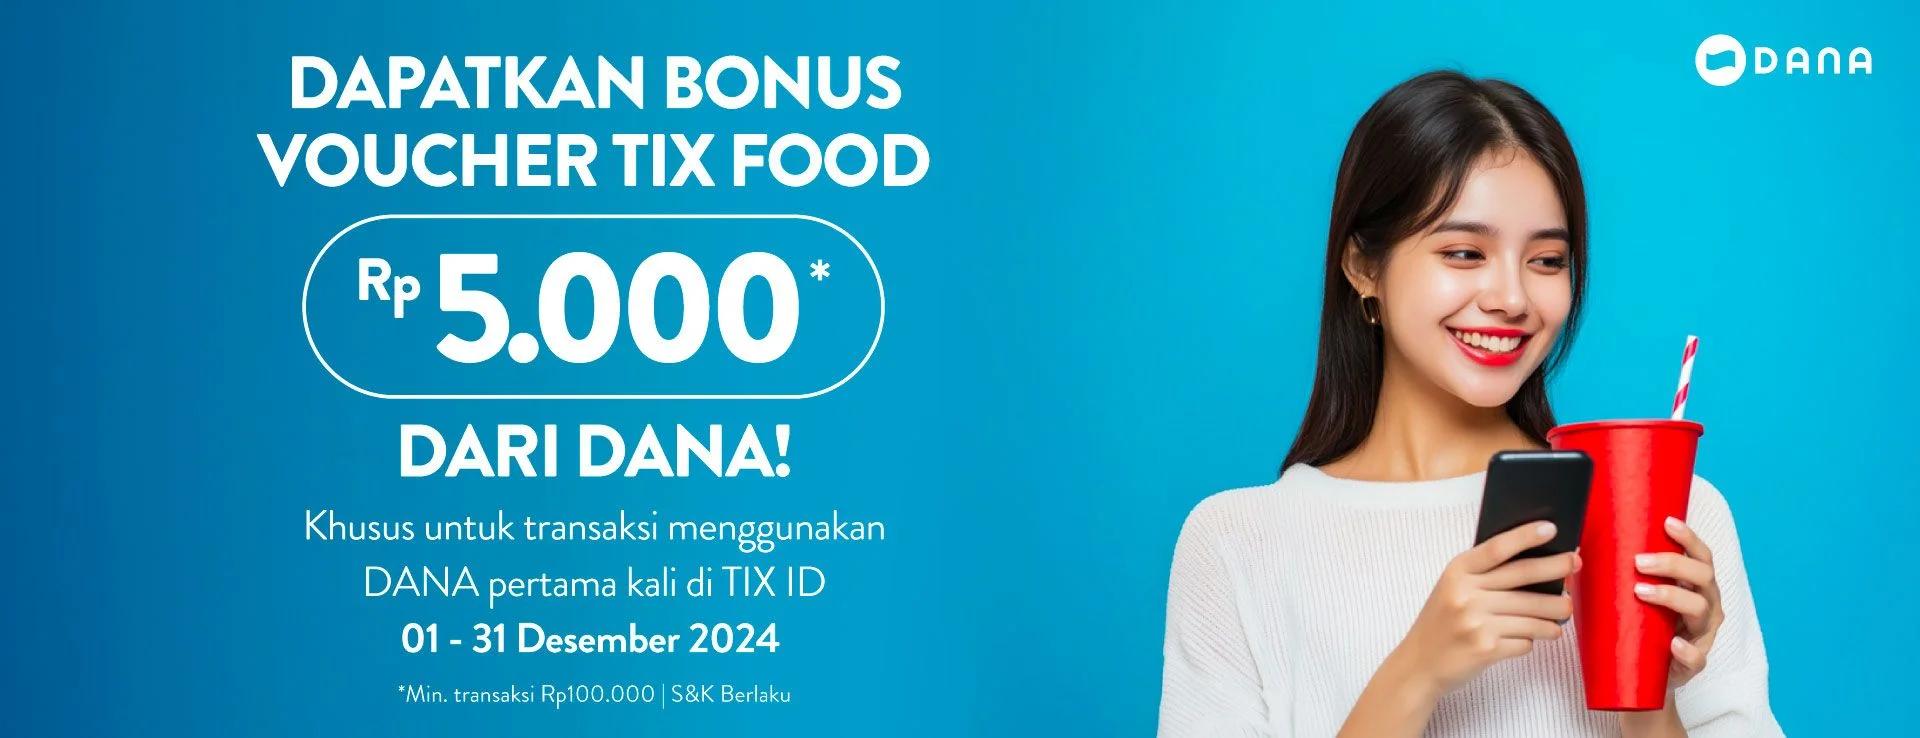 DANA
DAPATKAN BONUS
VOUCHER TIX FOOD
Rp 5.000*
DARI DANA!
Khusus untuk transaksi menggunakan
DANA pertama kali di TIX ID
01 - 31 Desember 2024
*Min. transaksi Rp100.000 | S&K Berlaku